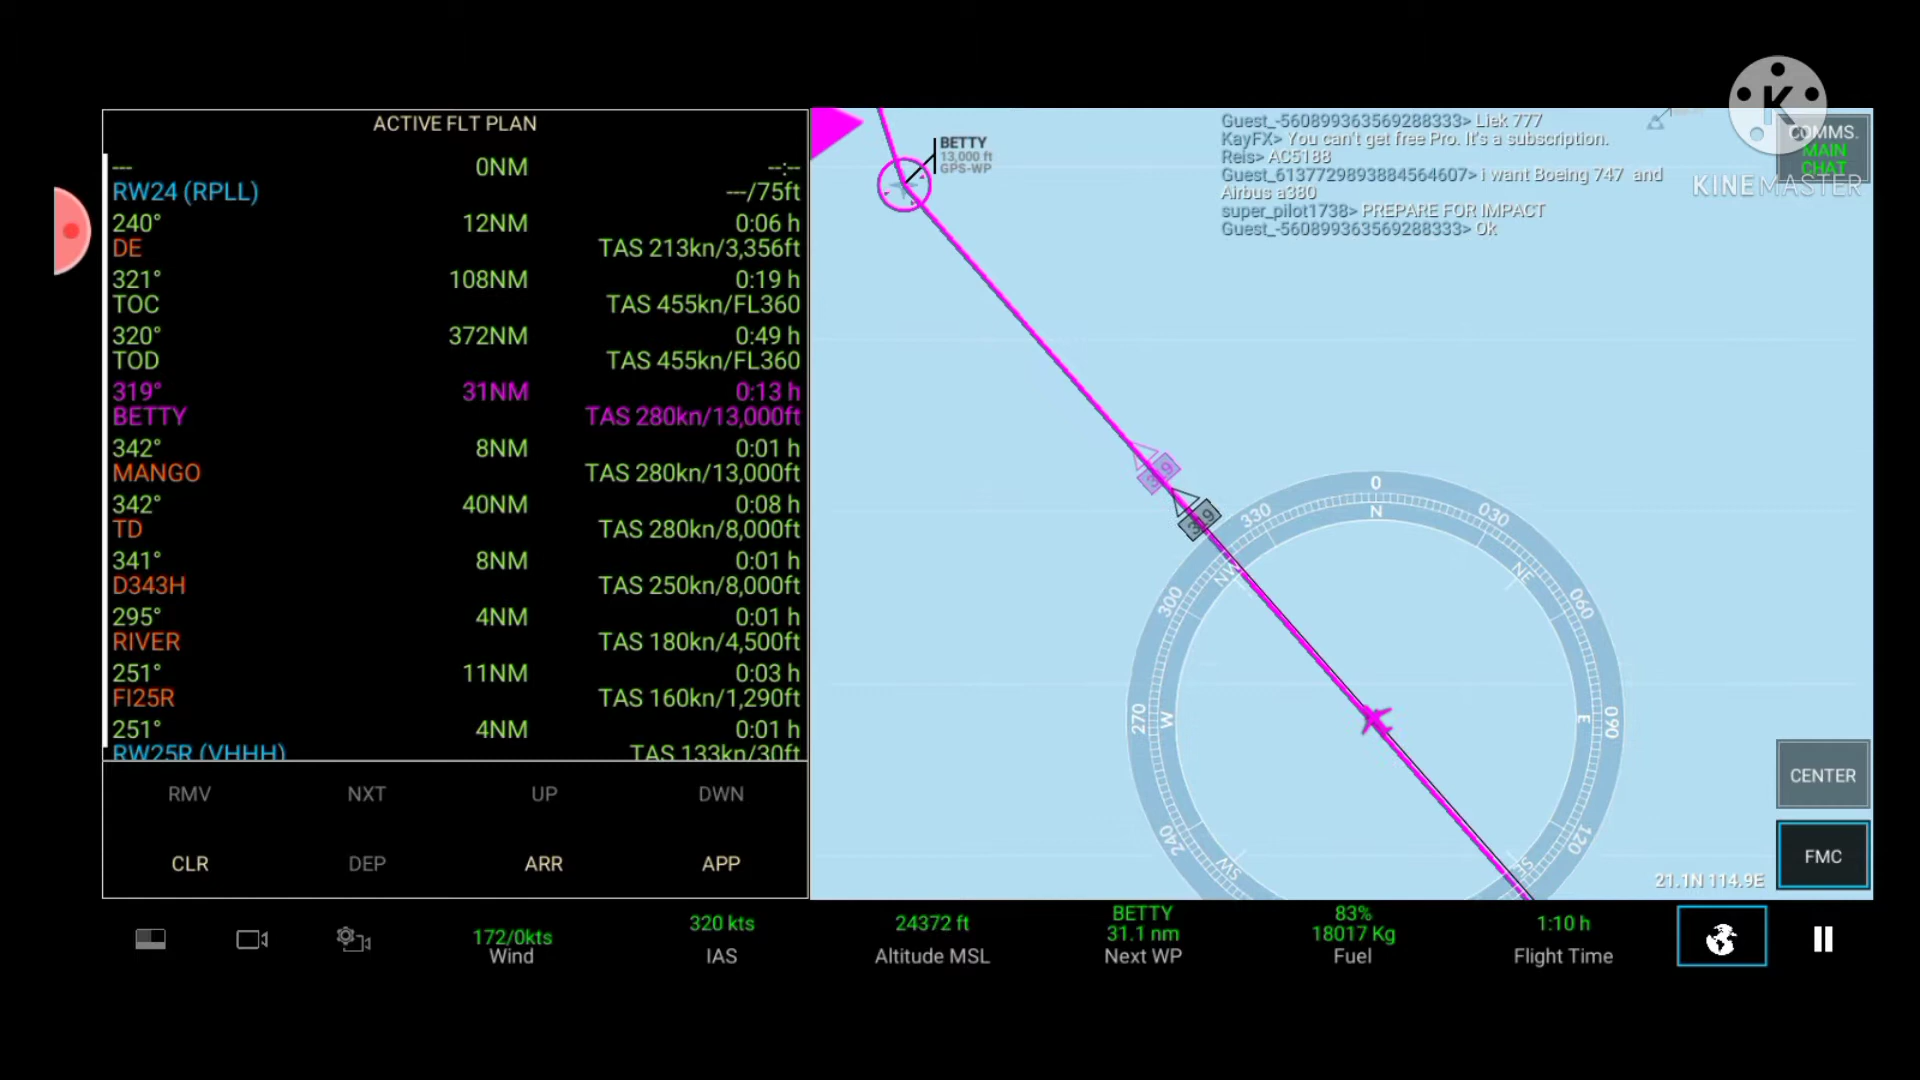 ACTIVE FLT PLAN
--- 0NM --:--
RW24 (RPLL) ---/75ft
240° 12NM 0:06 h
DE TAS 213kn/3,356ft
321° 108NM 0:19 h
TOC TAS 455kn/FL360
320° 372NM 0:49 h
TOD TAS 455kn/FL360
319° 31NM 0:13 h
BETTY TAS 280kn/13,000ft
342° 8NM 0:01 h
MANGO TAS 280kn/13,000ft
342° 40NM 0:08 h
TD TAS 280kn/8,000ft
341° 8NM 0:01 h
D343H TAS 250kn/8,000ft
295° 4NM 0:01 h
RIVER TAS 180kn/4,500ft
251° 11NM 0:03 h
FI25R TAS 160kn/1,290ft
251° 4NM 0:01 h
RW25R (VHHH) TAS 133kn/30ft
RMV NXT UP DWN
CLR DEP ARR APP
BETTY
13,000 ft
GPS-WP
Guest_-560899363569288333> Liek 777
KayFX> You can't get free Pro. It's a subscription.
Reis> AC5188
Guest_6137729893884564607> i want Boeing 747 and
Airbus a380
super_pilot1738> PREPARE FOR IMPACT
Guest_-560899363569288333> Ok
K
COMMS.
MAIN
CHAT
KINEMASTER
319
319
0
N
030
NE
060
E
090
120
SE
SW
240
W
270
300
NW
330
CENTER
FMC
21.1N 114.9E
172/0kts
Wind
320 kts
IAS
24372 ft
Altitude MSL
BETTY
31.1 nm
Next WP
83%
18017 Kg
Fuel
1:10 h
Flight Time